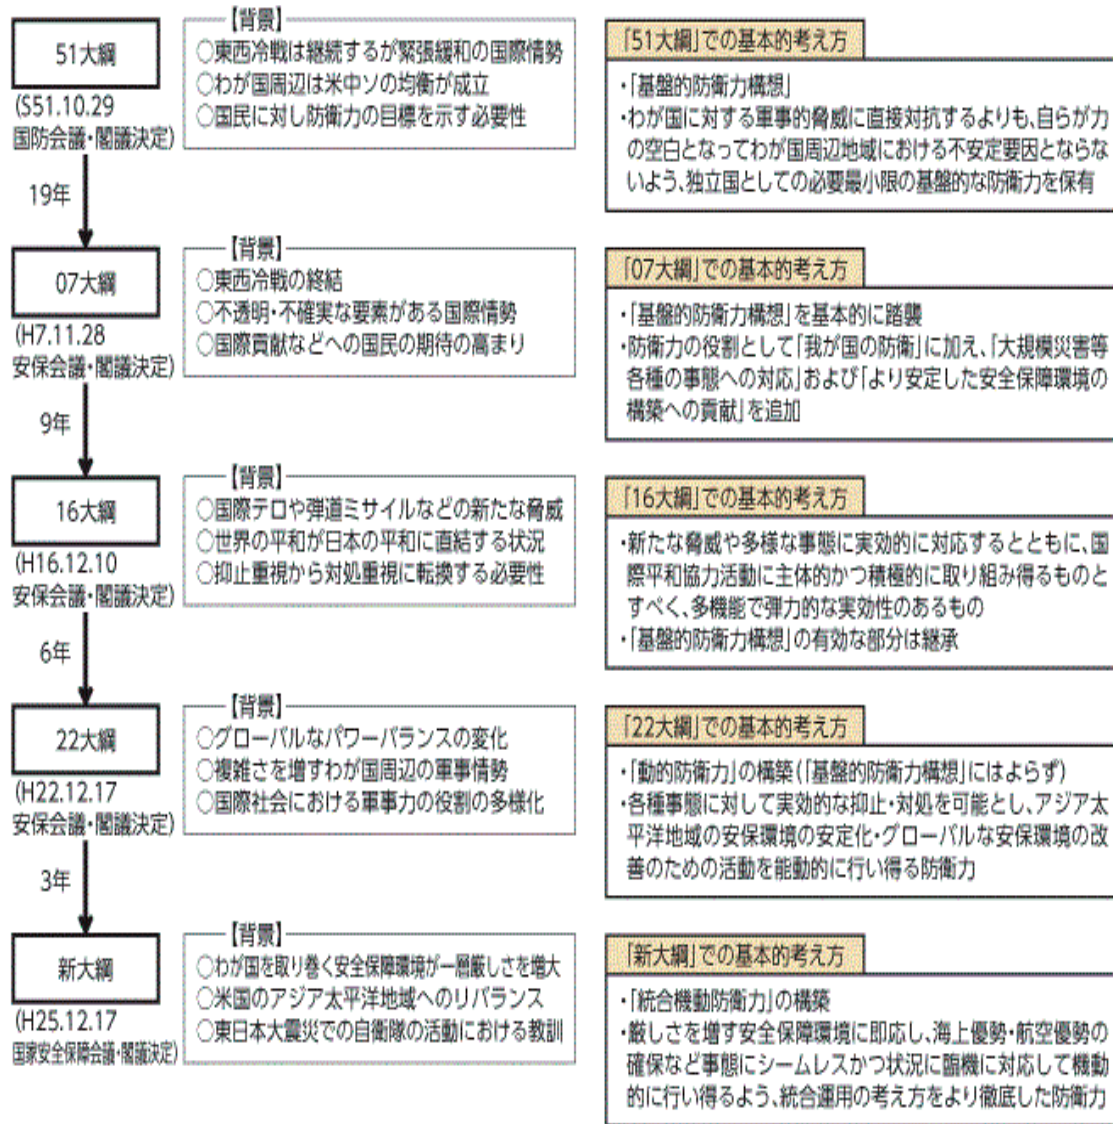 51大綱
(S51.10.29
国防会議・閣議決定)
【背景】
○東西冷戦は継続するが緊張緩和の国際情勢
○わが国周辺は米中ソの均衡が成立
○国民に対し防衛力の目標を示す必要性
「51大綱」での基本的考え方
・「基盤的防衛力構想」
・わが国に対する軍事的脅威に直接対抗するよりも、自らが力
の空白となってわが国周辺地域における不安定要因とならな
いよう、独立国としての必要最小限の基盤的な防衛力を保有
19年
07大綱
(H7.11.28
安保会議・閣議決定)
【背景】
○東西冷戦の終結
○不透明・不確実な要素がある国際情勢
○国際貢献などへの国民の期待の高まり
「07大綱」での基本的考え方
・「基盤的防衛力構想」を基本的に踏襲
・防衛力の役割として「我が国の防衛」に加え、「大規模災害等
各種の事態への対応」および「より安定した安全保障環境の
構築への貢献」を追加
9年
16大綱
(H16.12.10
安保会議・閣議決定)
【背景】
○国際テロや弾道ミサイルなどの新たな脅威
○世界の平和が日本の平和に直結する状況
○抑止重視から対処重視に転換する必要性
「16大綱」での基本的考え方
・新たな脅威や多様な事態に実効的に対応するとともに、国
際平和協力活動に主体的かつ積極的に取り組み得るものと
すべく、多機能で弾力的な実効性のあるもの
・「基盤的防衛力構想」の有効な部分は継承
6年
22大綱
(H22.12.17
安保会議・閣議決定)
【背景】
○グローバルなパワーバランスの変化
○複雑さを増すわが国周辺の軍事情勢
○国際社会における軍事力の役割の多様化
「22大綱」での基本的考え方
・「動的防衛力」の構築(「基盤的防衛力構想」にはよらず)
・各種事態に対して実効的な抑止・対処を可能とし、アジア太
平洋地域の安保環境の安定化・グローバルな安保環境の改
善のための活動を能動的に行い得る防衛力
3年
新大綱
(H25.12.17
国家安全保障会議・閣議決定)
【背景】
○わが国を取り巻く安全保障環境が一層厳しさを増大
○米国のアジア太平洋地域へのリバランス
○東日本大震災での自衛隊の活動における教訓
「新大綱」での基本的考え方
・「統合機動防衛力」の構築
・厳しさを増す安全保障環境に即応し、海上優勢・航空優勢の
確保など事態にシームレスかつ状況に臨機に対応して機動
的に行い得るよう、統合運用の考え方をより徹底した防衛力